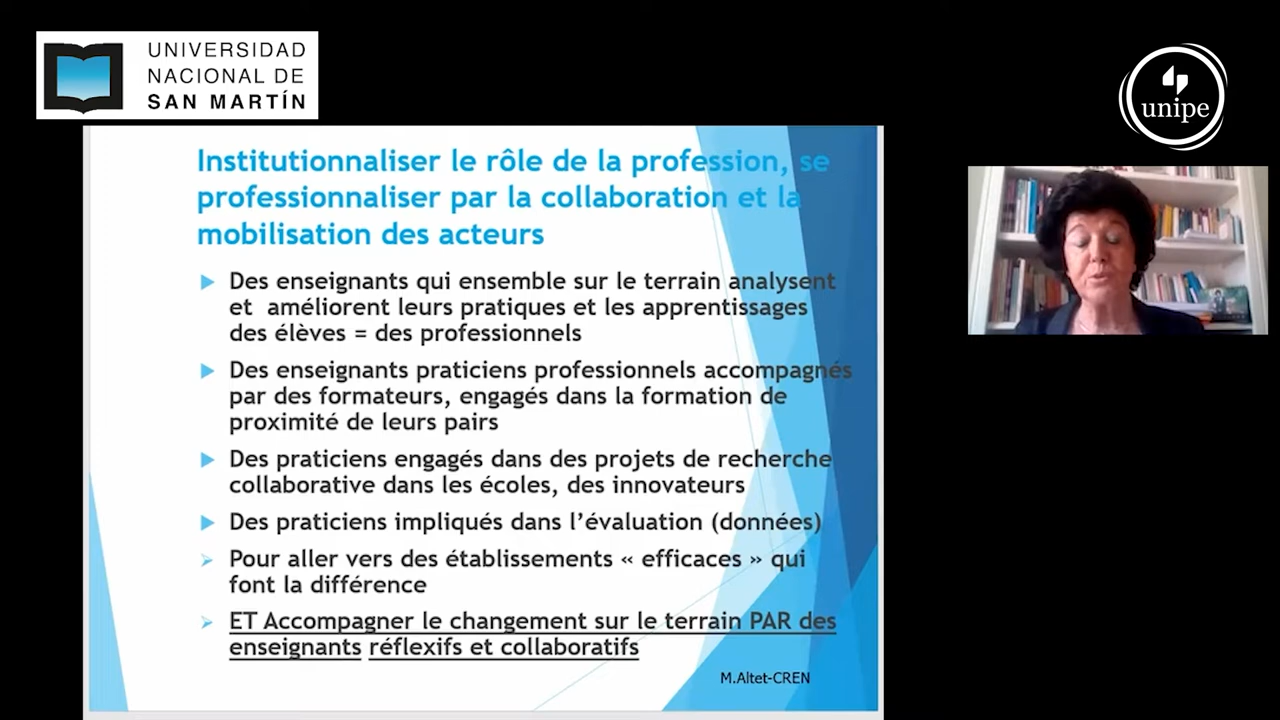 UNIVERSIDAD
NACIONAL DE
SAN MARTÍN
unipe
Institutionnaliser le rôle de la profession, se
professionnaliser par la collaboration et la
mobilisation des acteurs
Des enseignants qui ensemble sur le terrain analysent
et améliorent leurs pratiques et les apprentissages
des élèves = des professionnels
Des enseignants praticiens professionnels accompagnés
par des formateurs, engagés dans la formation de
proximité de leurs pairs
Des praticiens engagés dans des projets de recherche
collaborative dans les écoles, des innovateurs
Des praticiens impliqués dans l’évaluation (données)
Pour aller vers des établissements « efficaces » qui
font la différence
ET Accompagner le changement sur le terrain PAR des
enseignants réflexifs et collaboratifs
M.Altet-CREN